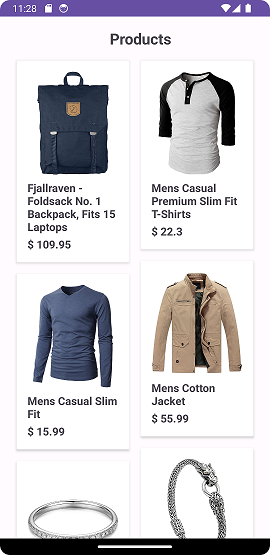 11:28
Products
Fjallraven -
Foldsack No. 1
Backpack, Fits 15
Laptops
$ 109.95
Mens Casual
Premium Slim Fit
T-Shirts
$ 22.3
Mens Casual Slim
Fit
$ 15.99
Mens Cotton
Jacket
$ 55.99